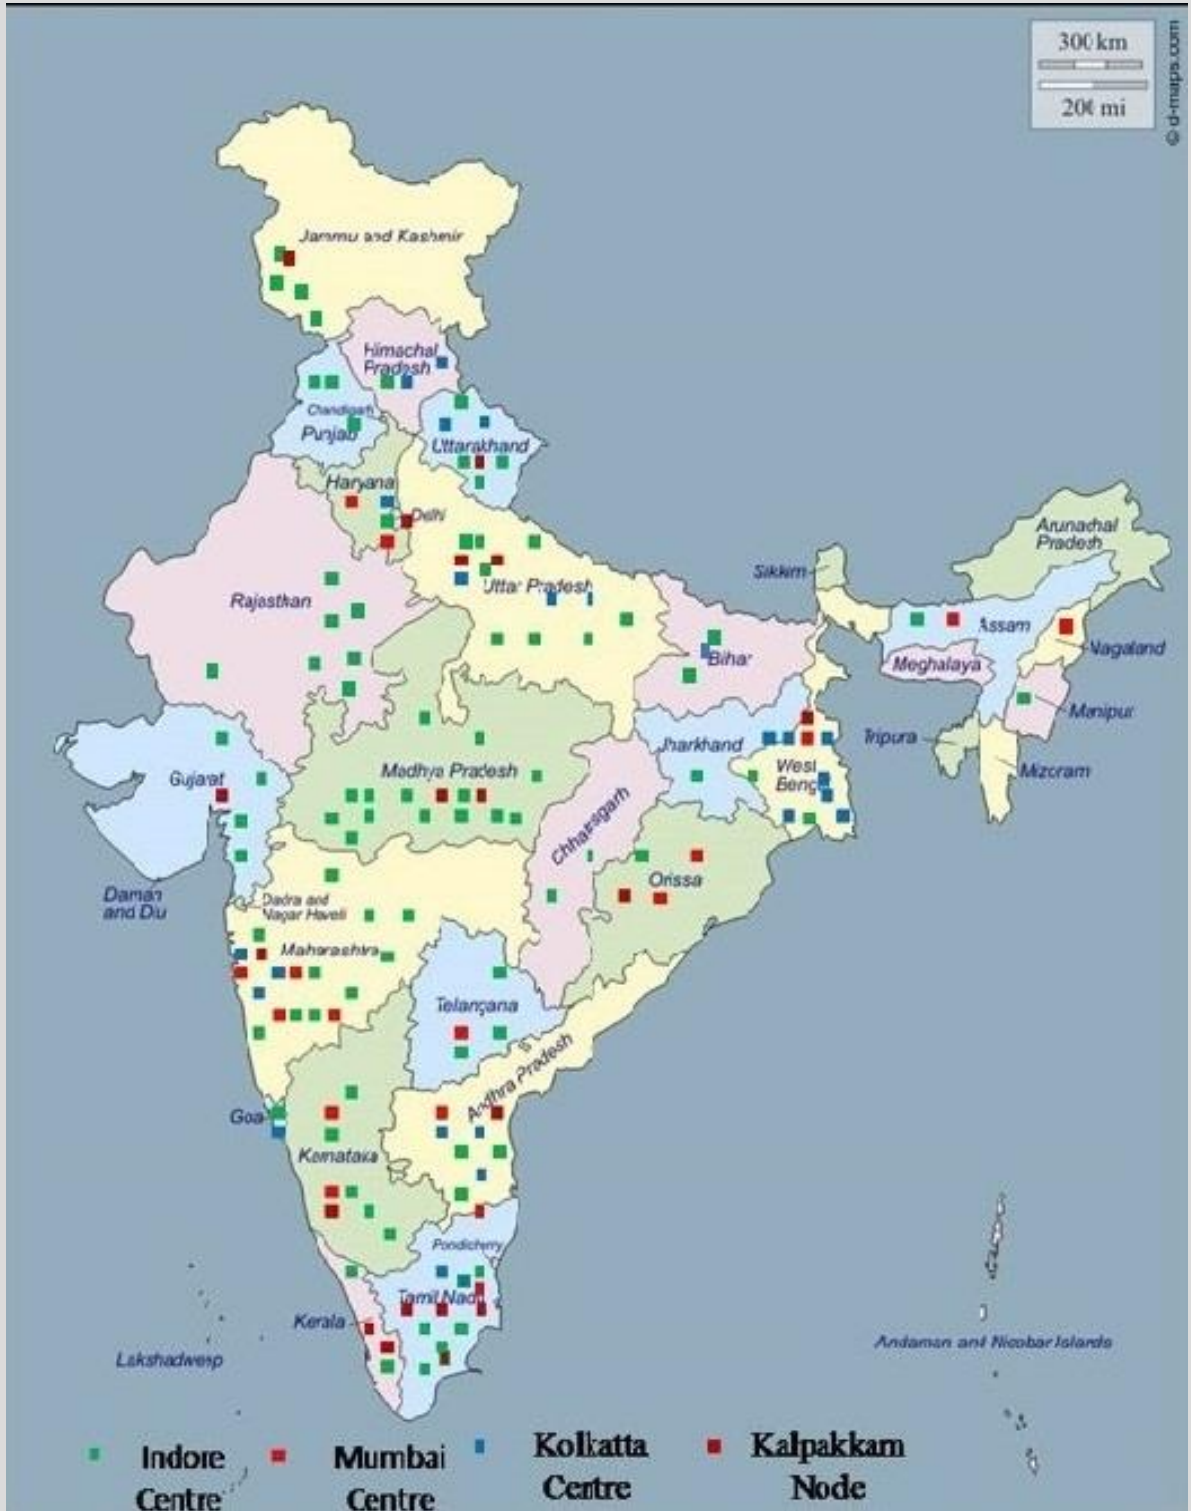 300 km
200 mi
© d-maps.com
Jammu and Kashmir
Himachal
Pradesh
Chandigarh
Punjab
Uttarakhand
Haryana
Delhi
Arunachal
Pradesh
Sikkim
Uttar Pradesh
Rajasthan
Assam
Nagaland
Bihar
Meghalaya
Manipur
Tripura
Jharkhand
West
Beng
Gujarat
Madhya Pradesh
Mizoram
Chhattisgarh
Orissa
Daman
and Diu
Dadra and
Nagar Haveli
Maharashtra
Telangana
Andhra Pradesh
Goa
Karnataka
Pondicherry
Tamil Nadu
Kerala
Andaman and Nicobar Islands
Lakshadweep
Indore
Centre
Mumbai
Centre
Kolkatta
Centre
Kalpakkam
Node